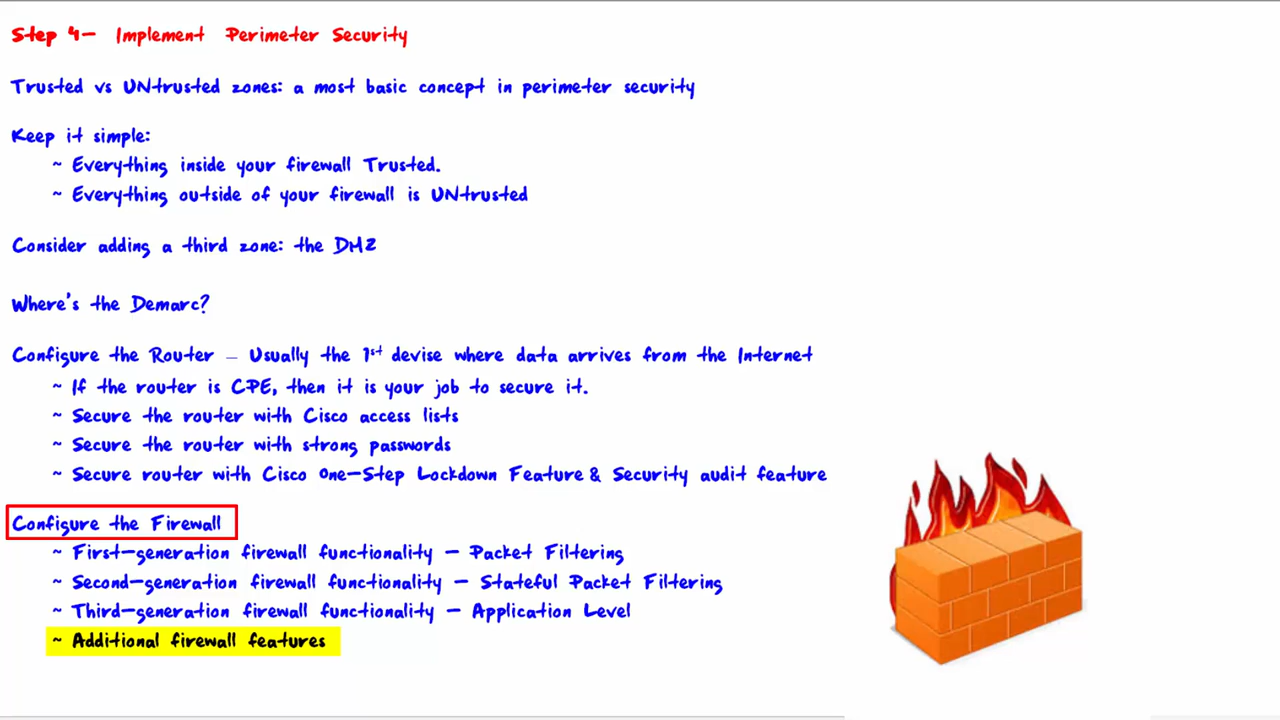 Step 4– Implement Perimeter Security
Trusted vs UNtrusted zones: a most basic concept in perimeter security
Keep it simple:
~ Everything inside your firewall Trusted.
~ Everything outside of your firewall is UNtrusted
Consider adding a third zone: the DMZ
Where's the Demarc?
Configure the Router – Usually the 1st devise where data arrives from the Internet
~ If the router is CPE, then it is your job to secure it.
~ Secure the router with Cisco access lists
~ Secure the router with strong passwords
~ Secure router with Cisco One-Step Lockdown Feature & Security audit feature
Configure the Firewall
~ First-generation firewall functionality – Packet Filtering
~ Second-generation firewall functionality – Stateful Packet Filtering
~ Third-generation firewall functionality – Application Level
~ Additional firewall features